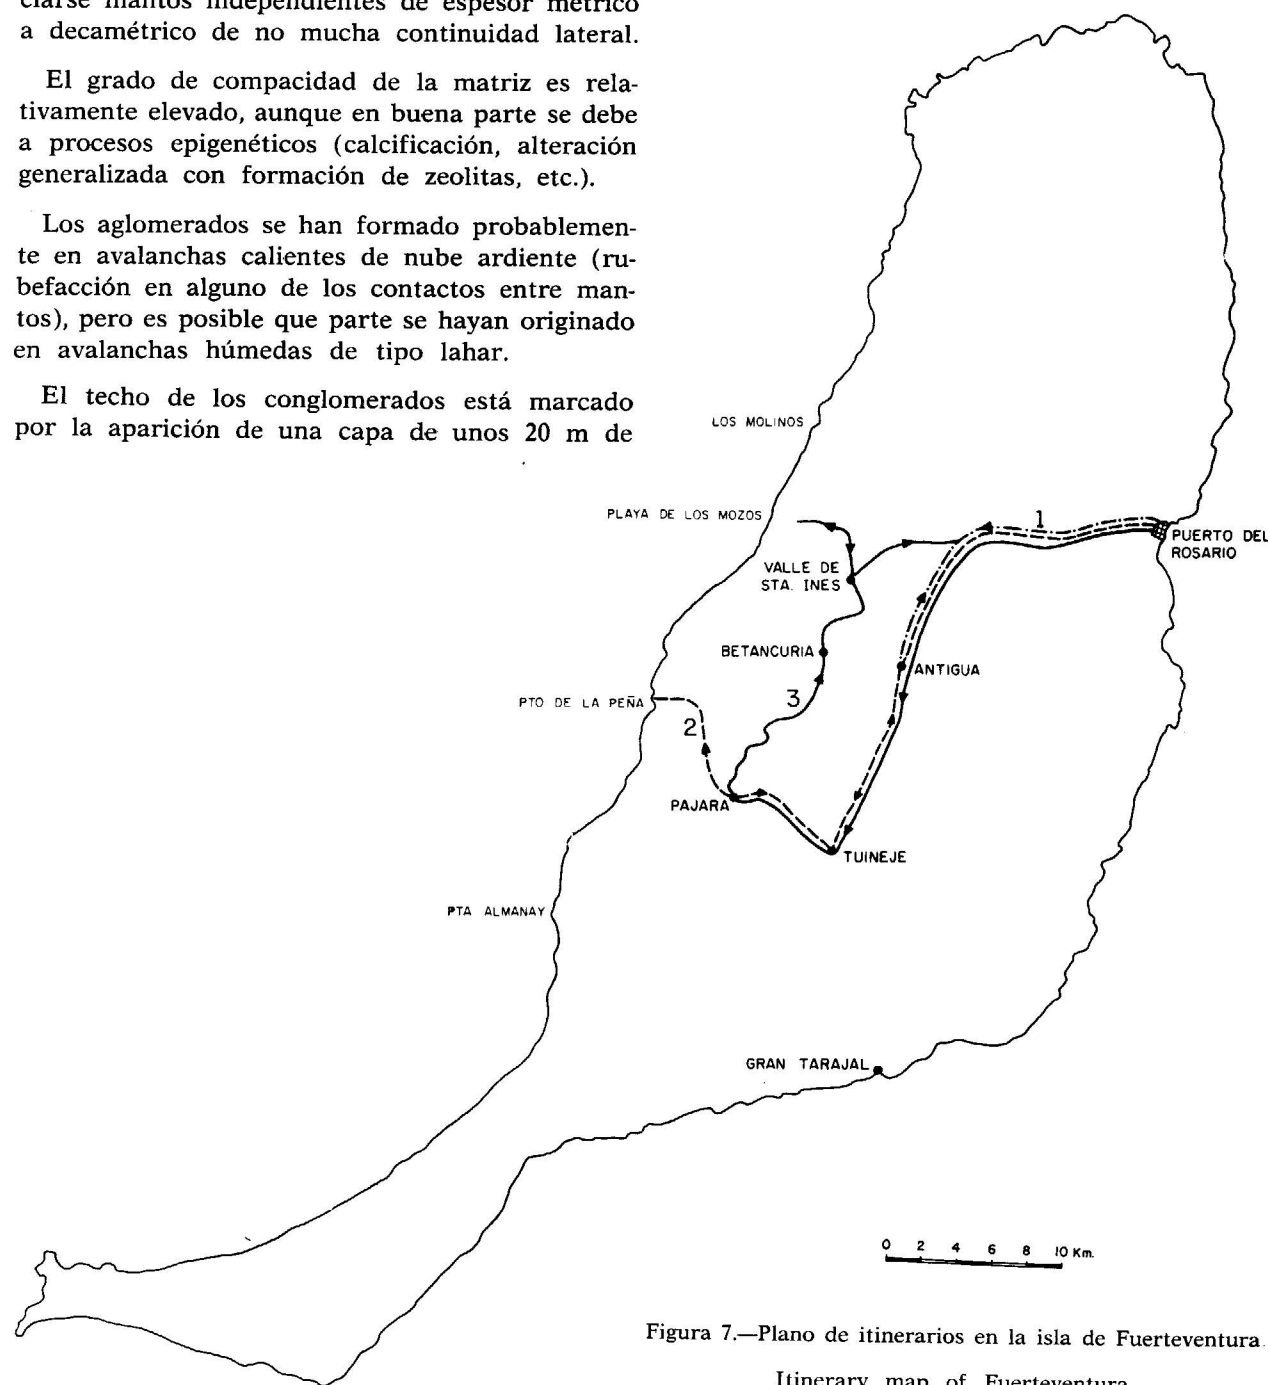 ciarse mantos independientes de espesor métrico
a decamétrico de no mucha continuidad lateral.
El grado de compacidad de la matriz es rela-
tivamente elevado, aunque en buena parte se debe
a procesos epigenéticos (calcificación, alteración
generalizada con formación de zeolitas, etc.).
Los aglomerados se han formado probablemen-
te en avalanchas calientes de nube ardiente (ru-
befacción en alguno de los contactos entre man-
tos), pero es posible que parte se hayan originado
en avalanchas húmedas de tipo lahar.
El techo de los conglomerados está marcado
por la aparición de una capa de unos 20 m de
LOS MOLINOS
PLAYA DE LOS MOZOS
1
PUERTO DEL
ROSARIO
VALLE DE
STA. INES
BETANCURIA
ANTIGUA
3
PTO DE LA PEÑA
2
PAJARA
TUINEJE
PTA ALMANAY
GRAN TARAJAL
0 2 4 6 8 10 Km.
Figura 7.—Plano de itinerarios en la isla de Fuerteventura.
Itinerary map of Fuerteventura